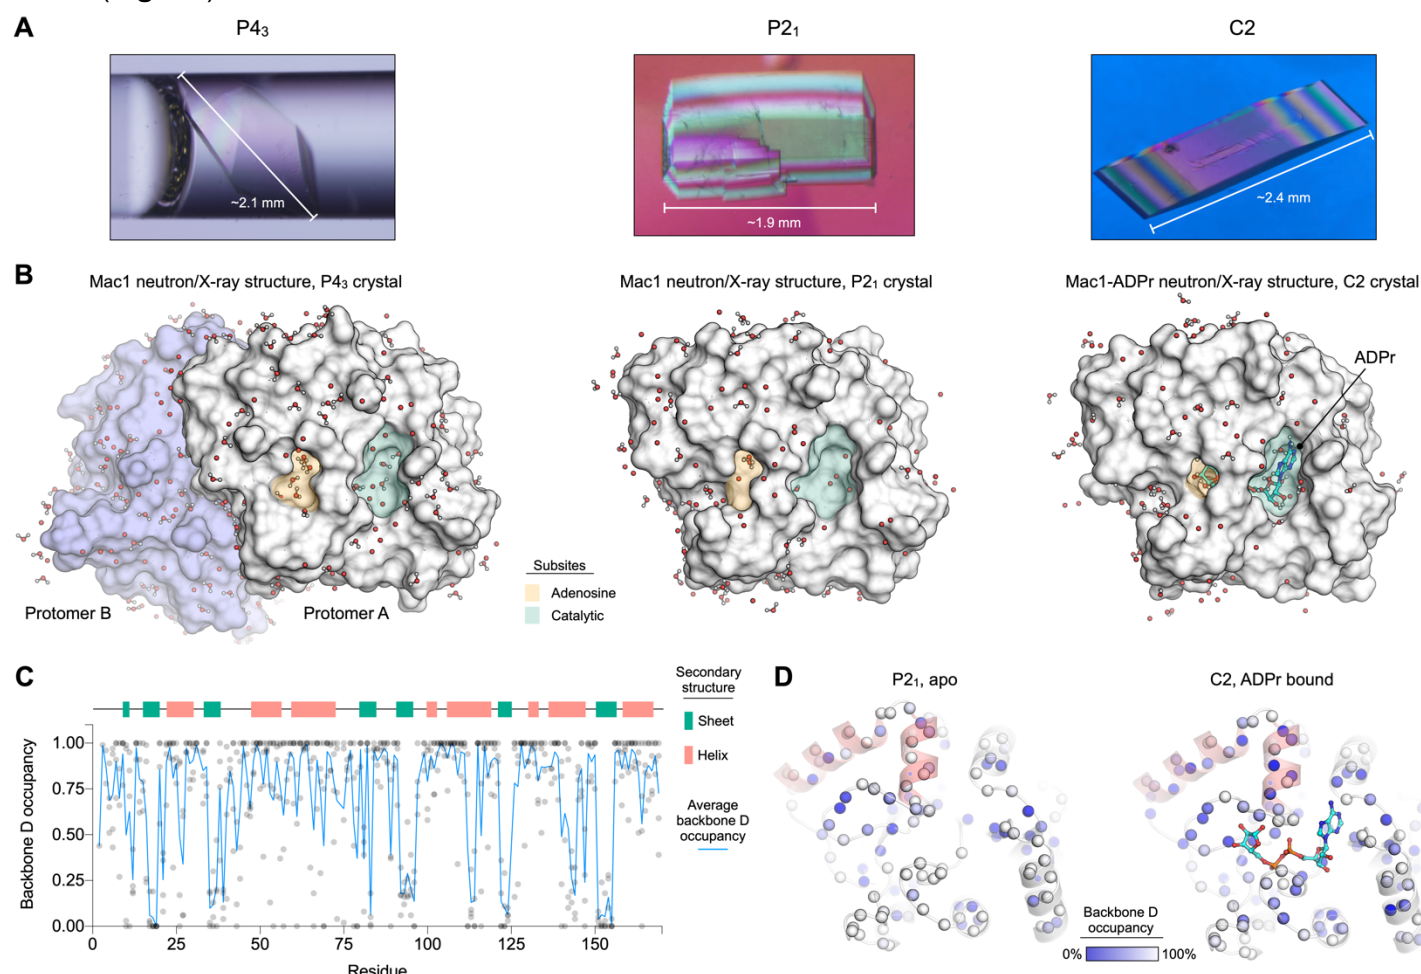 A
P4₃
P2₁
C2
~2.1 mm
~1.9 mm
~2.4 mm
B
Mac1 neutron/X-ray structure, P4₃ crystal
Mac1 neutron/X-ray structure, P2₁ crystal
Mac1-ADPr neutron/X-ray structure, C2 crystal
ADPr
Protomer B
Protomer A
Subsites
Adenosine
Catalytic
C
Secondary
structure
Sheet
Helix
Average
backbone D
occupancy
Backbone D occupancy
1.00
0.75
0.50
0.25
0.00
0 25 50 75 100 125 150
Residue
D
P2₁, apo
C2, ADPr bound
Backbone D
occupancy
0% 100%